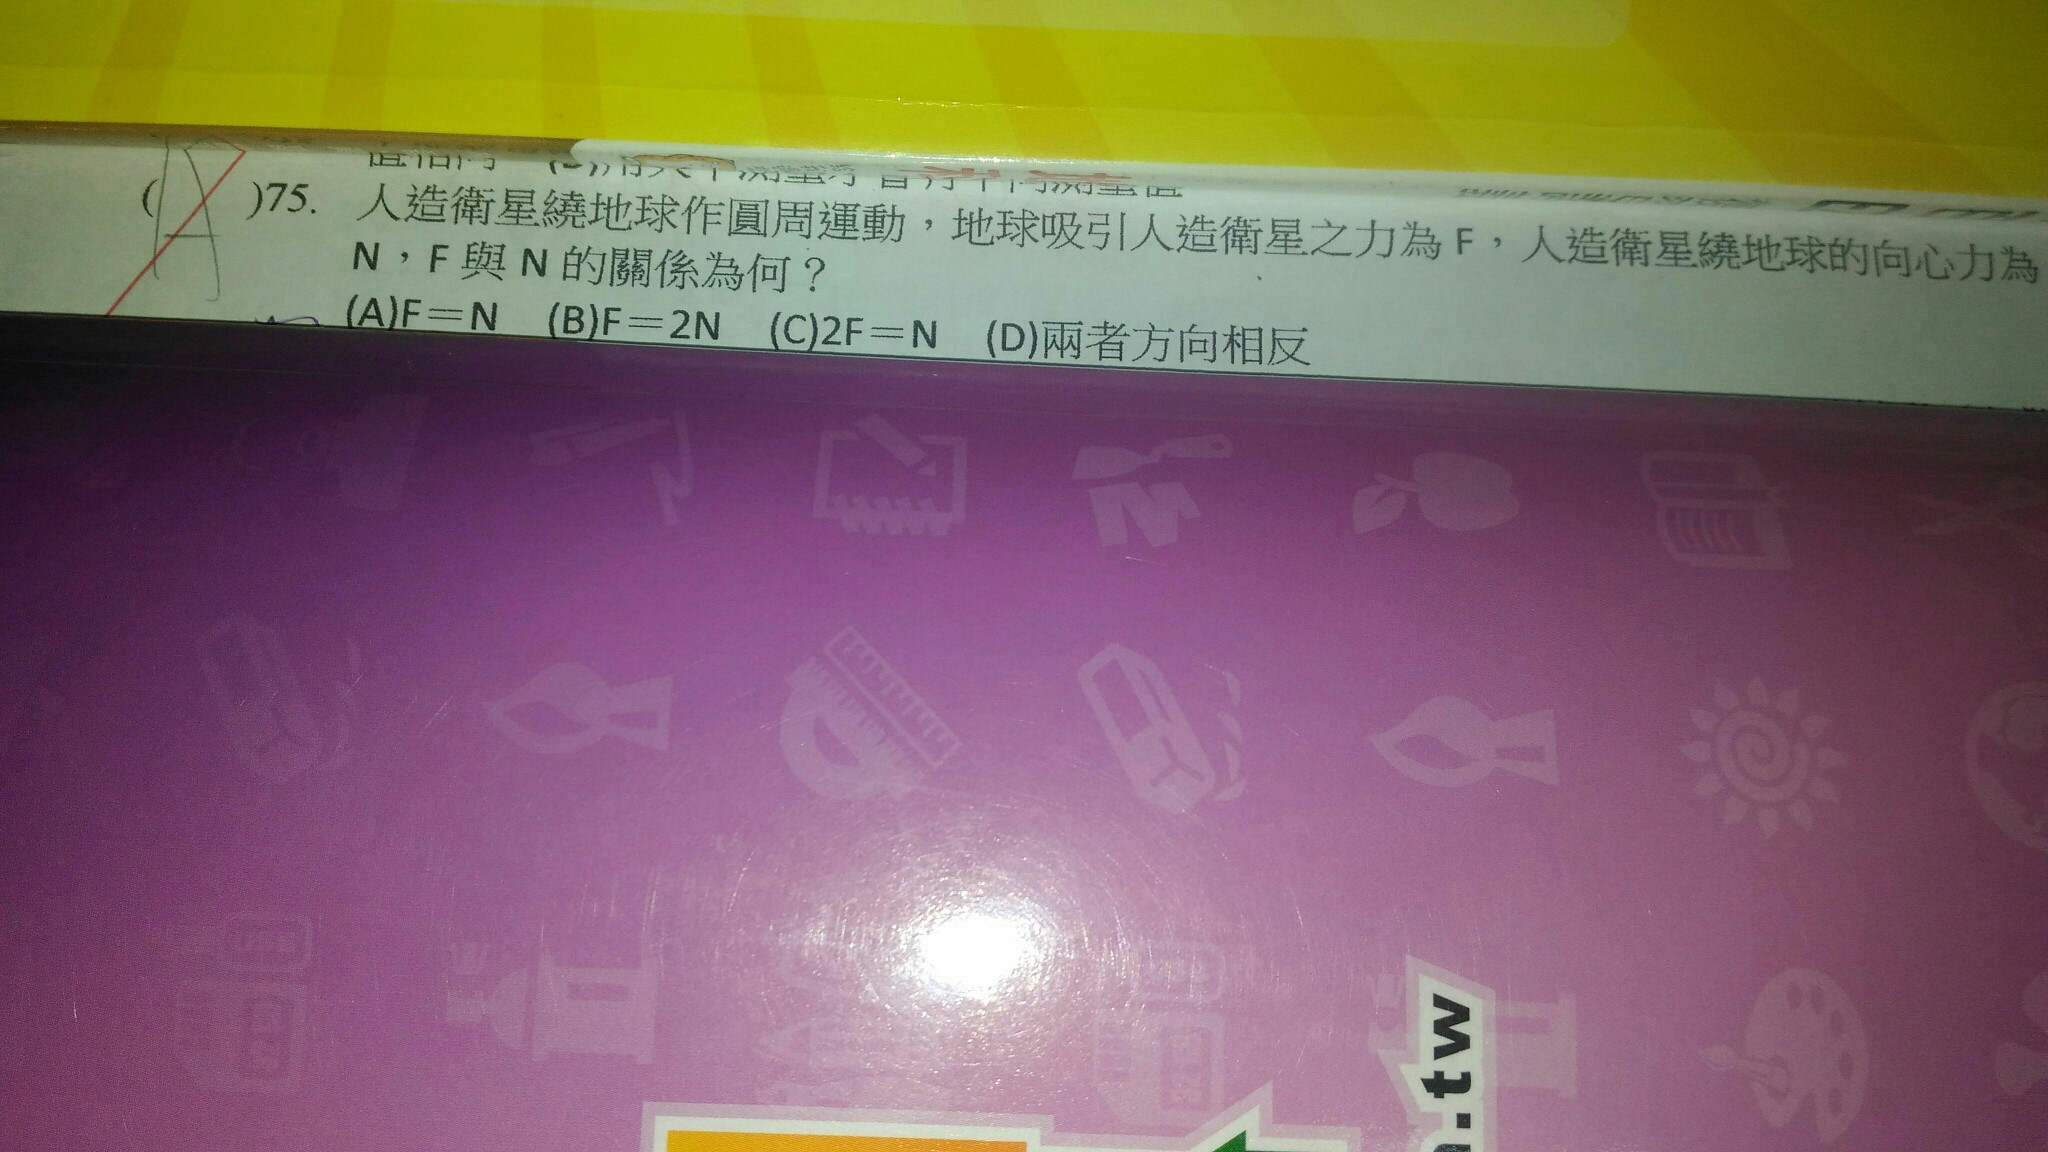 A
( )75. 人造衛星繞地球作圓周運動，地球吸引人造衛星之力為 F，人造衛星繞地球的向心力為
N，F 與 N 的關係為何？
(A)F＝N (B)F＝2N (C)2F＝N (D)兩者方向相反
.tw